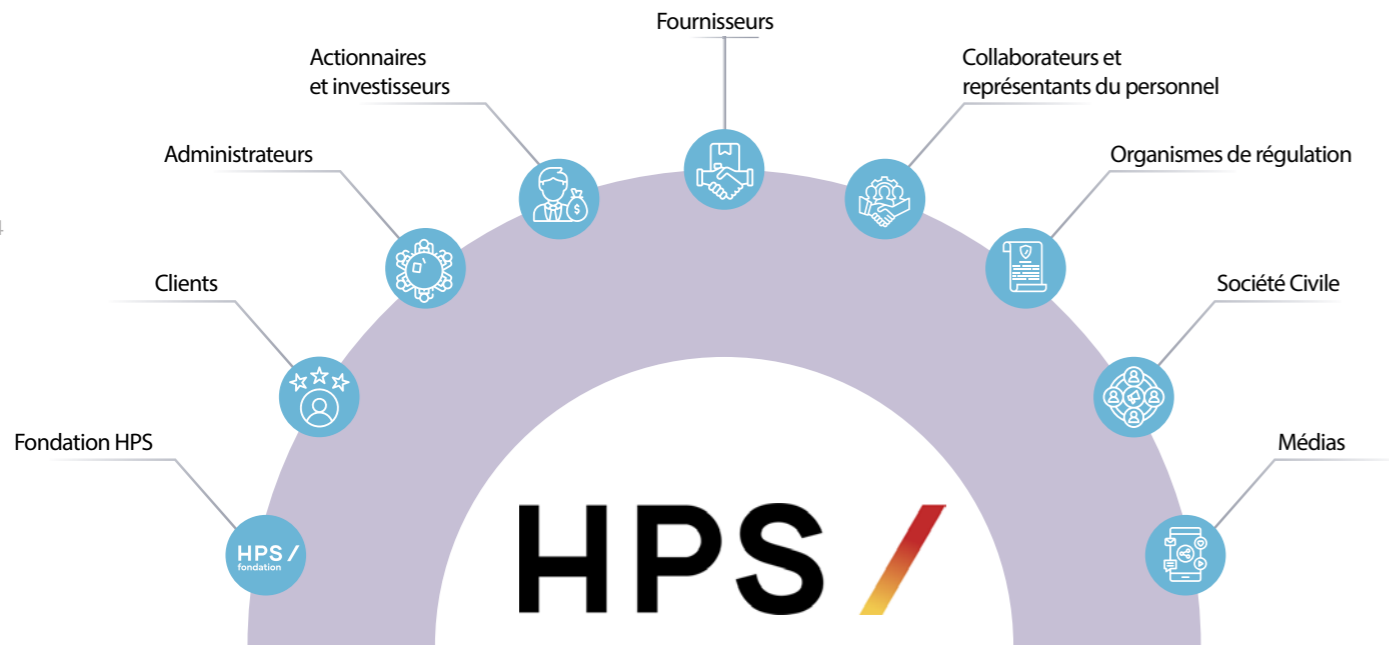 Fournisseurs
Actionnaires
et investisseurs
Collaborateurs et
représentants du personnel
Administrateurs
Organismes de régulation
Clients
Société Civile
Fondation HPS
Médias
HPS/
fondation
HPS/